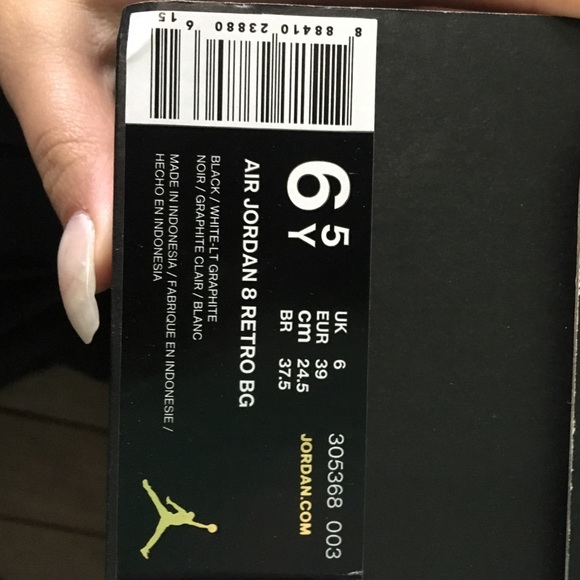 305368 003
JORDAN.COM
6.5Y
UK 6
EUR 39
cm 24.5
BR 37.5
AIR JORDAN 8 RETRO BG
BLACK / WHITE-LT GRAPHITE
NOIR / GRAPHITE CLAIR / BLANC
MADE IN INDONESIA / FABRIQUE EN INDONESIE /
HECHO EN INDONESIA
8 88410 23880 6 15